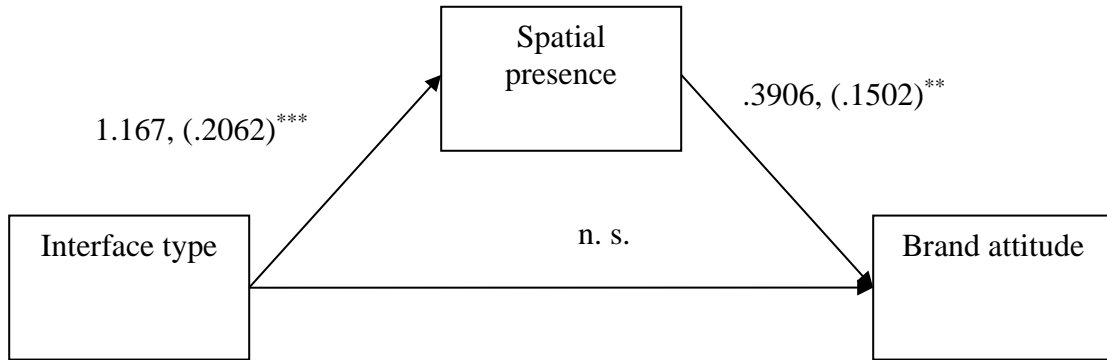 Spatial
presence
.3906, (.1502)**
1.167, (.2062)***
Interface type
n. s.
Brand attitude